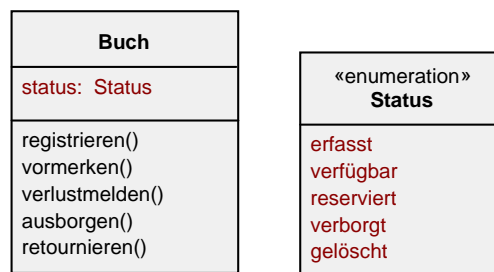 Buch
status: Status
registrieren()
vormerken()
verlustmelden()
ausborgen()
retournieren()
«enumeration»
Status
erfasst
verfügbar
reserviert
verborgt
gelöscht